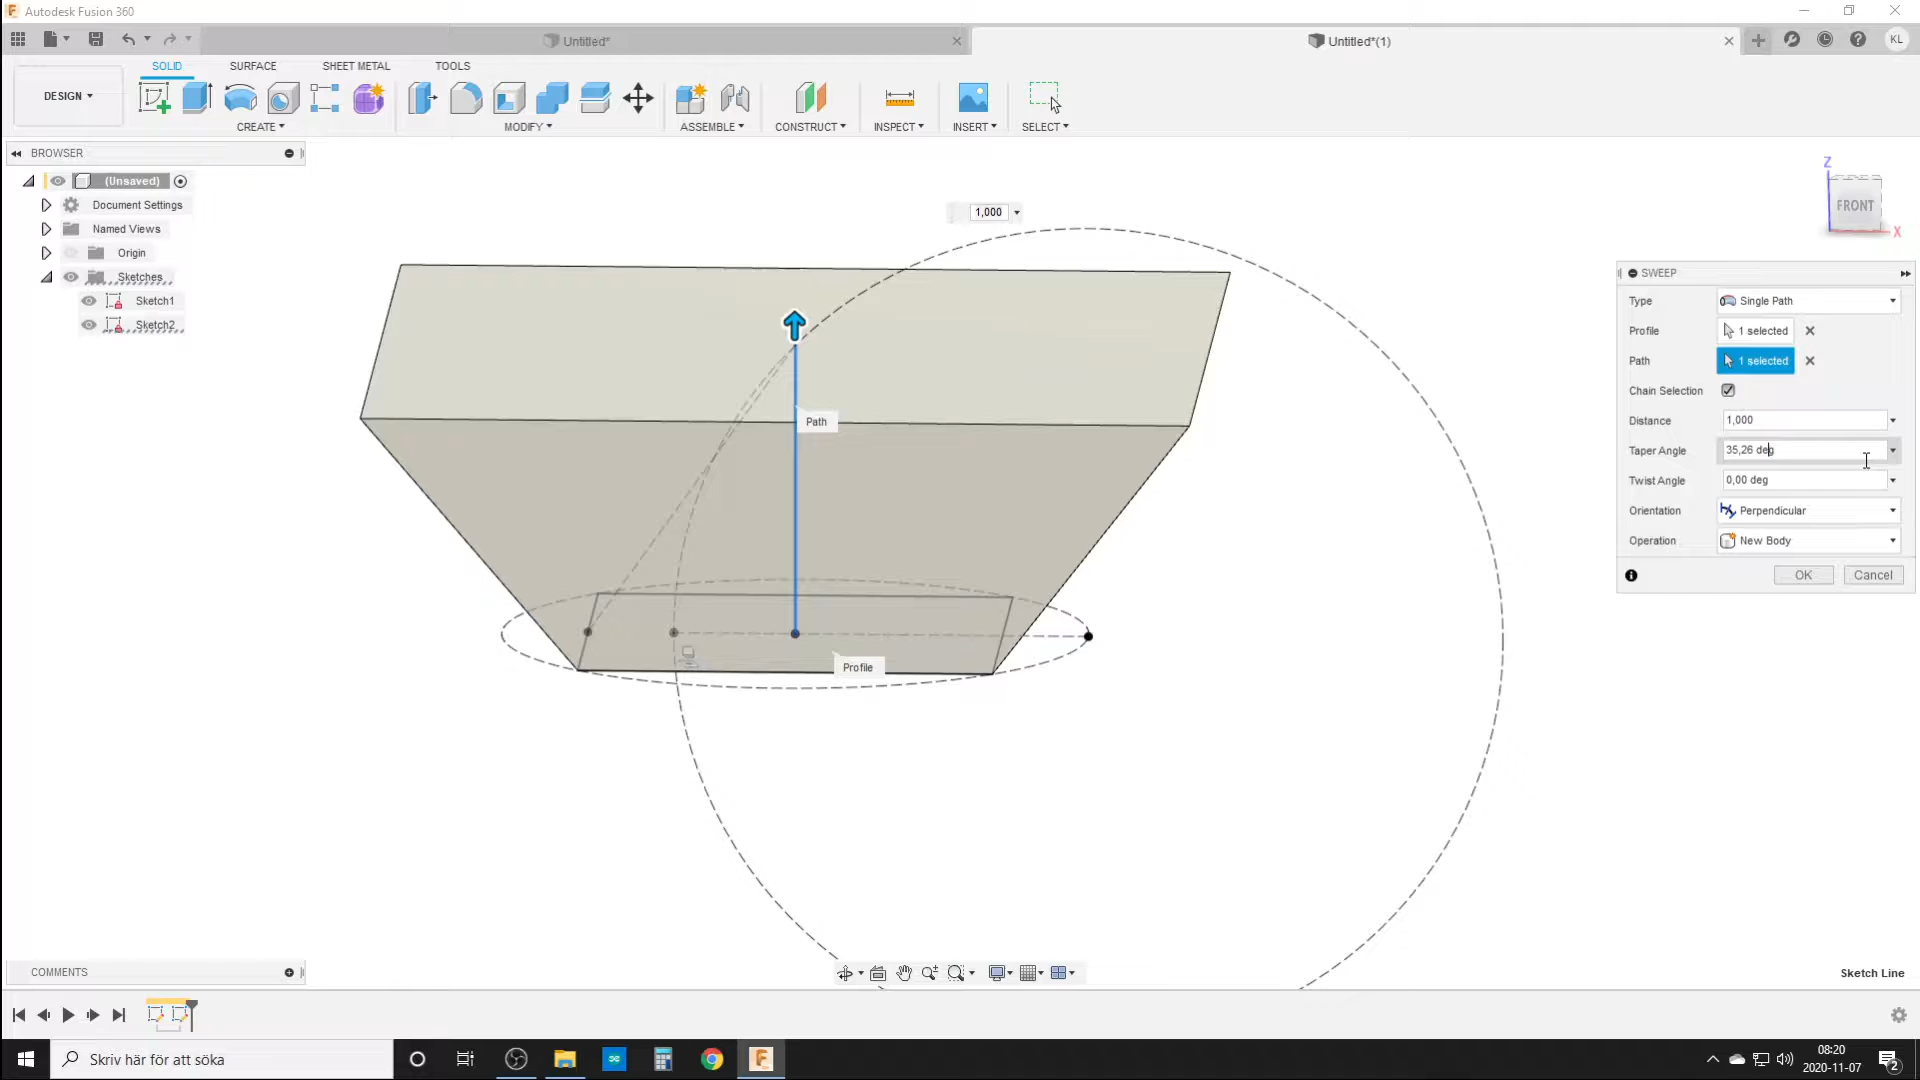 Autodesk Fusion 360
Untitled*
Untitled*(1)
KL
DESIGN
SOLID
SURFACE
SHEET METAL
TOOLS
CREATE
MODIFY
ASSEMBLE
CONSTRUCT
INSPECT
INSERT
SELECT
BROWSER
(Unsaved)
Document Settings
Named Views
Origin
Sketches
Sketch1
Sketch2
1,000
Path
Profile
Z
FRONT
X
SWEEP
Type Single Path
Profile 1 selected
Path 1 selected
Chain Selection
Distance 1,000
Taper Angle 35,26 deg
Twist Angle 0,00 deg
Orientation Perpendicular
Operation New Body
OK Cancel
COMMENTS
Sketch Line
Skriv här för att söka
08:20
2020-11-07
2